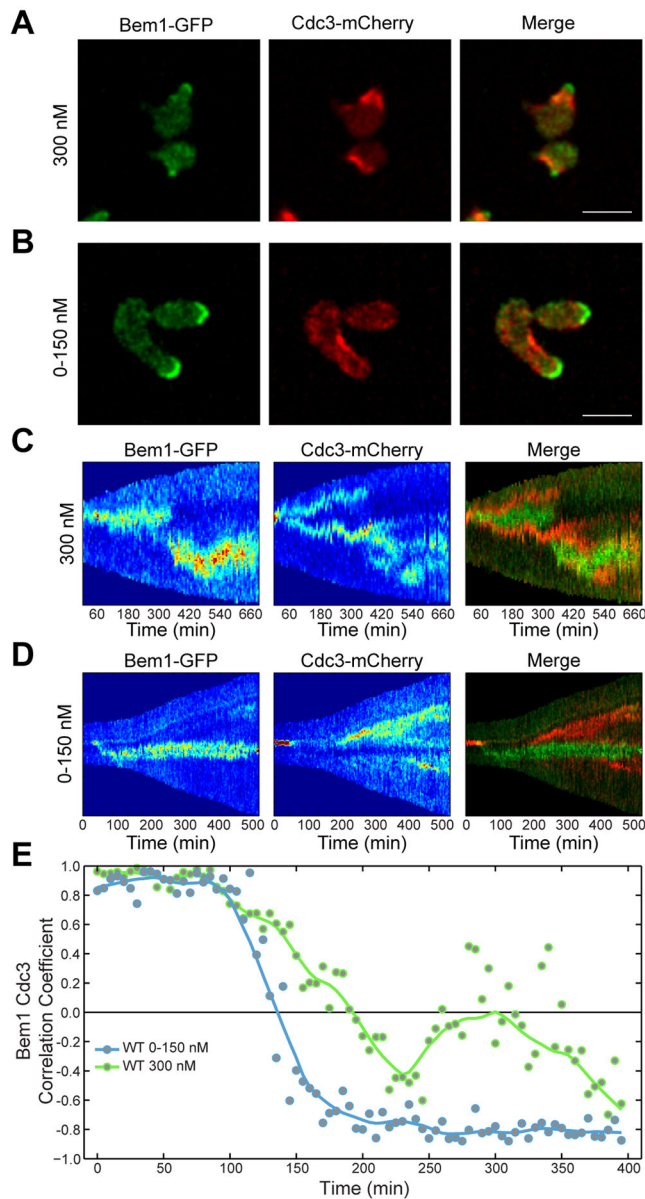 A
Bem1-GFP Cdc3-mCherry Merge
300 nM
B
0-150 nM
C
Bem1-GFP Cdc3-mCherry Merge
300 nM
60 180 300 420 540 660 60 180 300 420 540 660 60 180 300 420 540 660
Time (min) Time (min) Time (min)
D
Bem1-GFP Cdc3-mCherry Merge
0-150 nM
0 100 200 300 400 500 0 100 200 300 400 500 0 100 200 300 400 500
Time (min) Time (min) Time (min)
E
Bem1 Cdc3
Correlation Coefficient
1.0
0.8
0.6
0.4
0.2
0.0
-0.2
-0.4
-0.6
-0.8
-1.0
WT 0-150 nM
WT 300 nM
0 50 100 150 200 250 300 350 400
Time (min)